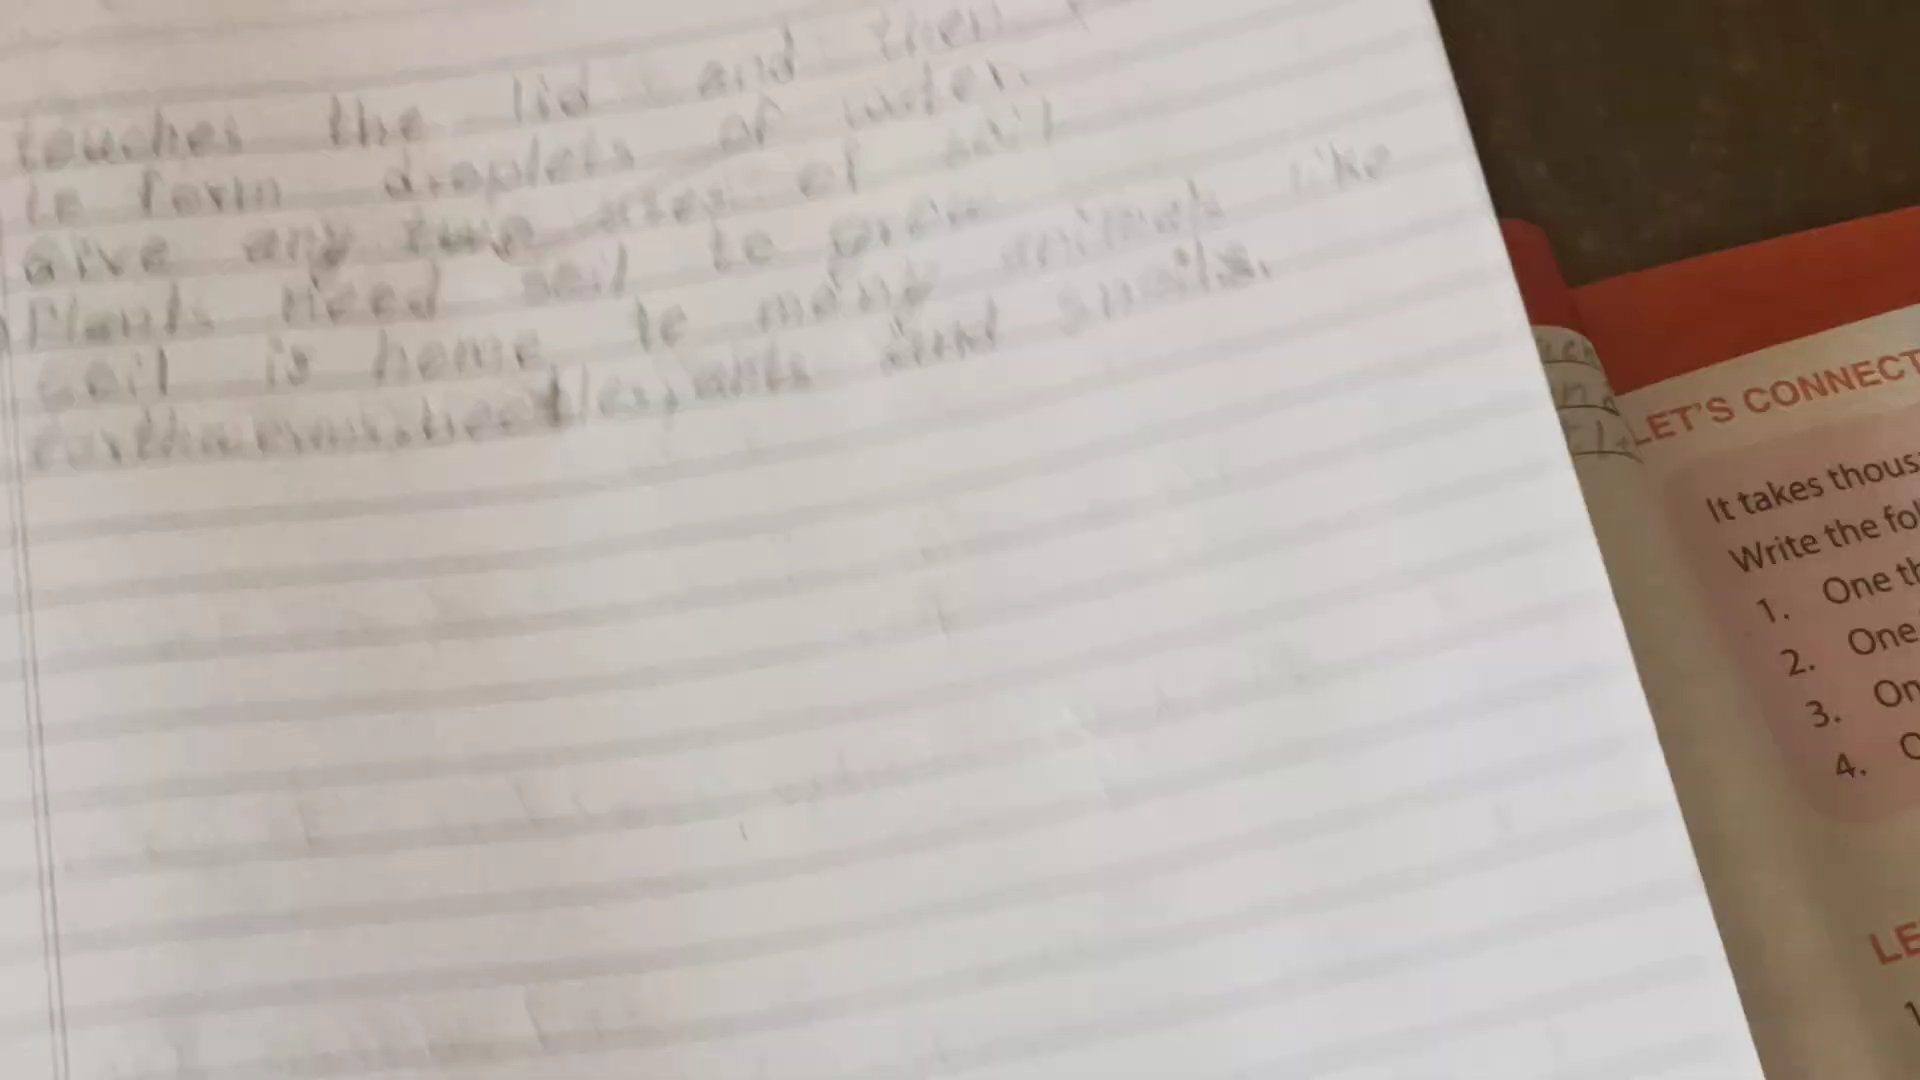 touches the lid and then
to form droplets of water.
Give any two uses of soil
Plants need soil to grow
Soil is home to many animals like
earthworms, beetles, ants and snails.
LET'S CONNECT
It takes thous
Write the fol
1. One th
2. One
3. On
4. O
LE
1